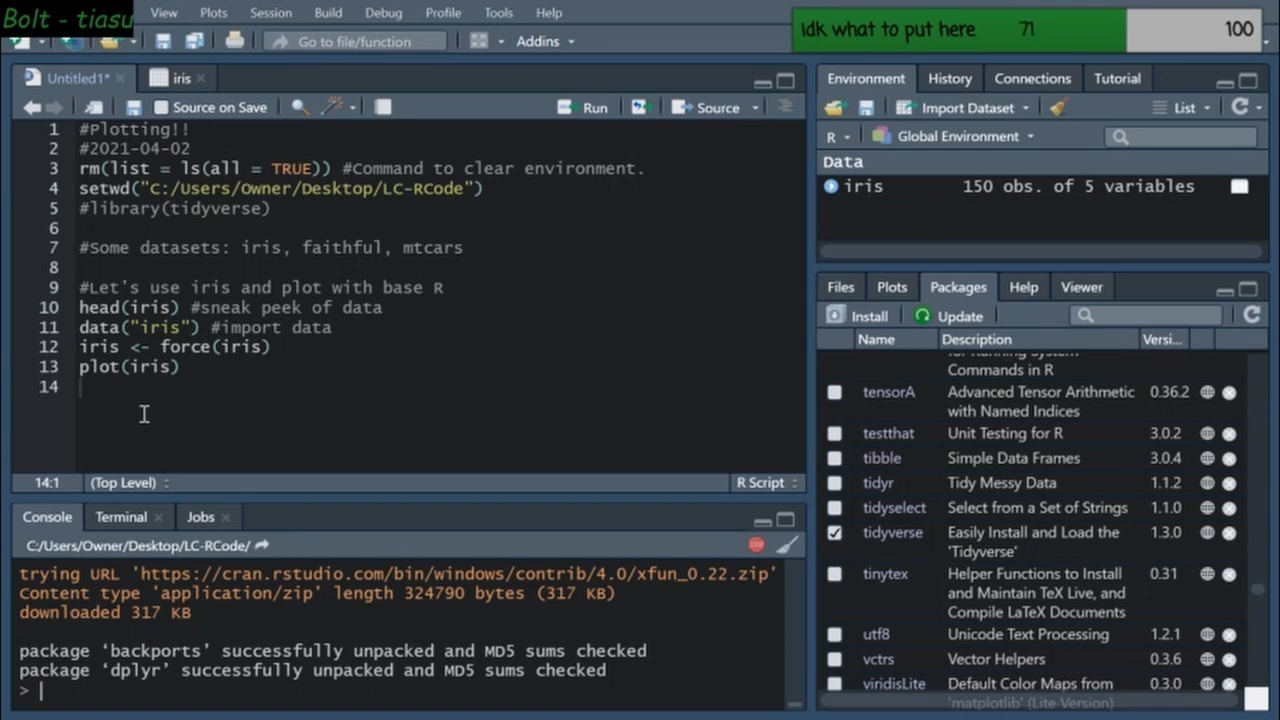 Bolt - tiasu
View Plots Session Build Debug Profile Tools Help
Idk what to put here 71 100
Go to file/function Addins
Untitled1* iris
Source on Save Run Source
1 #Plotting!!
2 #2021-04-02
3 rm(list = ls(all = TRUE)) #Command to clear environment.
4 setwd("C:/Users/Owner/Desktop/LC-RCode")
5 #library(tidyverse)
6
7 #Some datasets: iris, faithful, mtcars
8
9 #Let's use iris and plot with base R
10 head(iris) #sneak peek of data
11 data("iris") #import data
12 iris <- force(iris)
13 plot(iris)
14
14:1 (Top Level) R Script
Console Terminal Jobs
C:/Users/Owner/Desktop/LC-RCode/
trying URL 'https://cran.rstudio.com/bin/windows/contrib/4.0/xfun_0.22.zip'
Content type 'application/zip' length 324790 bytes (317 KB)
downloaded 317 KB
package ‘backports’ successfully unpacked and MD5 sums checked
package ‘dplyr’ successfully unpacked and MD5 sums checked
>
Environment History Connections Tutorial
Import Dataset List
R Global Environment
Data
iris 150 obs. of 5 variables
Files Plots Packages Help Viewer
Install Update
Name Description Versi...
for Running System
Commands in R
tensorA Advanced Tensor Arithmetic 0.36.2
with Named Indices
testthat Unit Testing for R 3.0.2
tibble Simple Data Frames 3.0.4
tidyr Tidy Messy Data 1.1.2
tidyselect Select from a Set of Strings 1.1.0
tidyverse Easily Install and Load the 1.3.0
'Tidyverse'
tinytex Helper Functions to Install 0.31
and Maintain TeX Live, and
Compile LaTeX Documents
utf8 Unicode Text Processing 1.2.1
vctrs Vector Helpers 0.3.6
viridisLite Default Color Maps from 0.3.0
'matplotlib' (Lite Version)